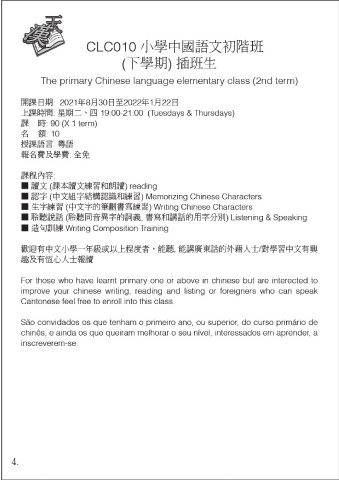 CLC010 小學中國語文初階班
(下學期) 插班生
The primary Chinese language elementary class (2nd term)
開課日期: 2021年8月30日至2022年1月22日
上課時間: 星期二、四 19:00-21:00 (Tuesdays & Thursdays)
課　時: 90 (X 1 term)
名　額: 10
授課語言: 粵語
報名費及學費: 全免
課程內容:
■ 讀文 (課本讀文練習和朗讀) reading
■ 認字 (中文組字結構認識和練習) Memorizing Chinese Characters
■ 生字練習 (中文字的筆劃書寫練習) Writing Chinese Characters
■ 聆聽說話 (聆聽同音異字的詞義, 書寫和講話的用字分別) Listening & Speaking
■ 造句訓練 Writing Composition Training
歡迎有中文小學一年級或以上程度者，能聽, 能講廣東話的外籍人士/對學習中文有興
趣及有恆心人士報讀
For those who have learnt primary one or above in chinese but are interected to
improve your chinese writing, reading and listing or foreigners who can speak
Cantonese feel free to enroll into this class
São convidados os que tenham o primeiro ano, ou superior, do curso primário de
chinês, e ainda os que queiram melhorar o seu nível, interessados em aprender, a
inscreverem-se.
4.